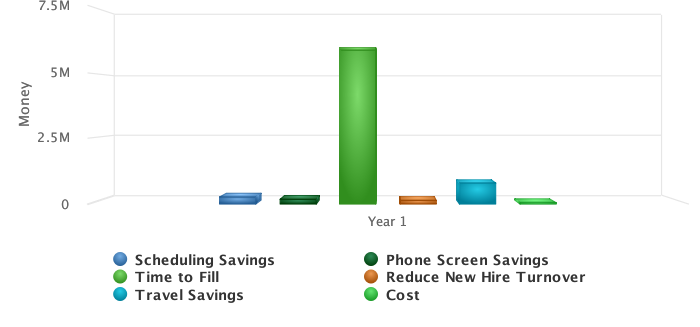 7.5M
5M
Money
2.5M
0
Year 1
Scheduling Savings
Phone Screen Savings
Time to Fill
Reduce New Hire Turnover
Travel Savings
Cost